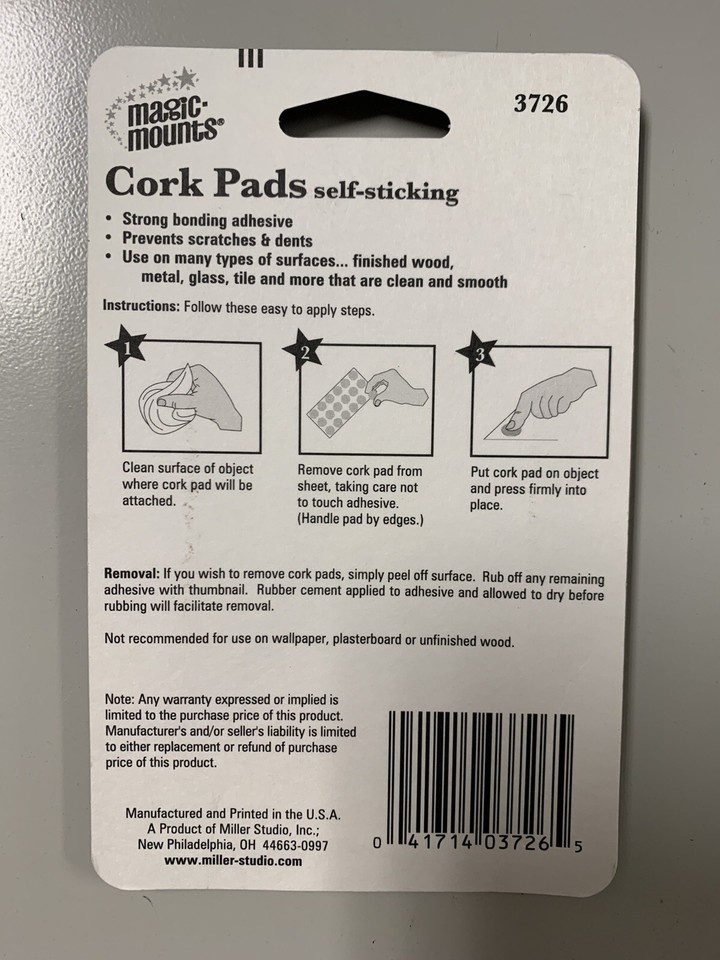 magic·
mounts®
3726
Cork Pads self-sticking
• Strong bonding adhesive
• Prevents scratches & dents
• Use on many types of surfaces... finished wood,
metal, glass, tile and more that are clean and smooth
Instructions: Follow these easy to apply steps.
1
Clean surface of object
where cork pad will be
attached.
2
Remove cork pad from
sheet, taking care not
to touch adhesive.
(Handle pad by edges.)
3
Put cork pad on object
and press firmly into
place.
Removal: If you wish to remove cork pads, simply peel off surface. Rub off any remaining
adhesive with thumbnail. Rubber cement applied to adhesive and allowed to dry before
rubbing will facilitate removal.
Not recommended for use on wallpaper, plasterboard or unfinished wood.
Note: Any warranty expressed or implied is
limited to the purchase price of this product.
Manufacturer's and/or seller's liability is limited
to either replacement or refund of purchase
price of this product.
Manufactured and Printed in the U.S.A.
A Product of Miller Studio, Inc.;
New Philadelphia, OH 44663-0997
www.miller-studio.com
0 41714 03726 5